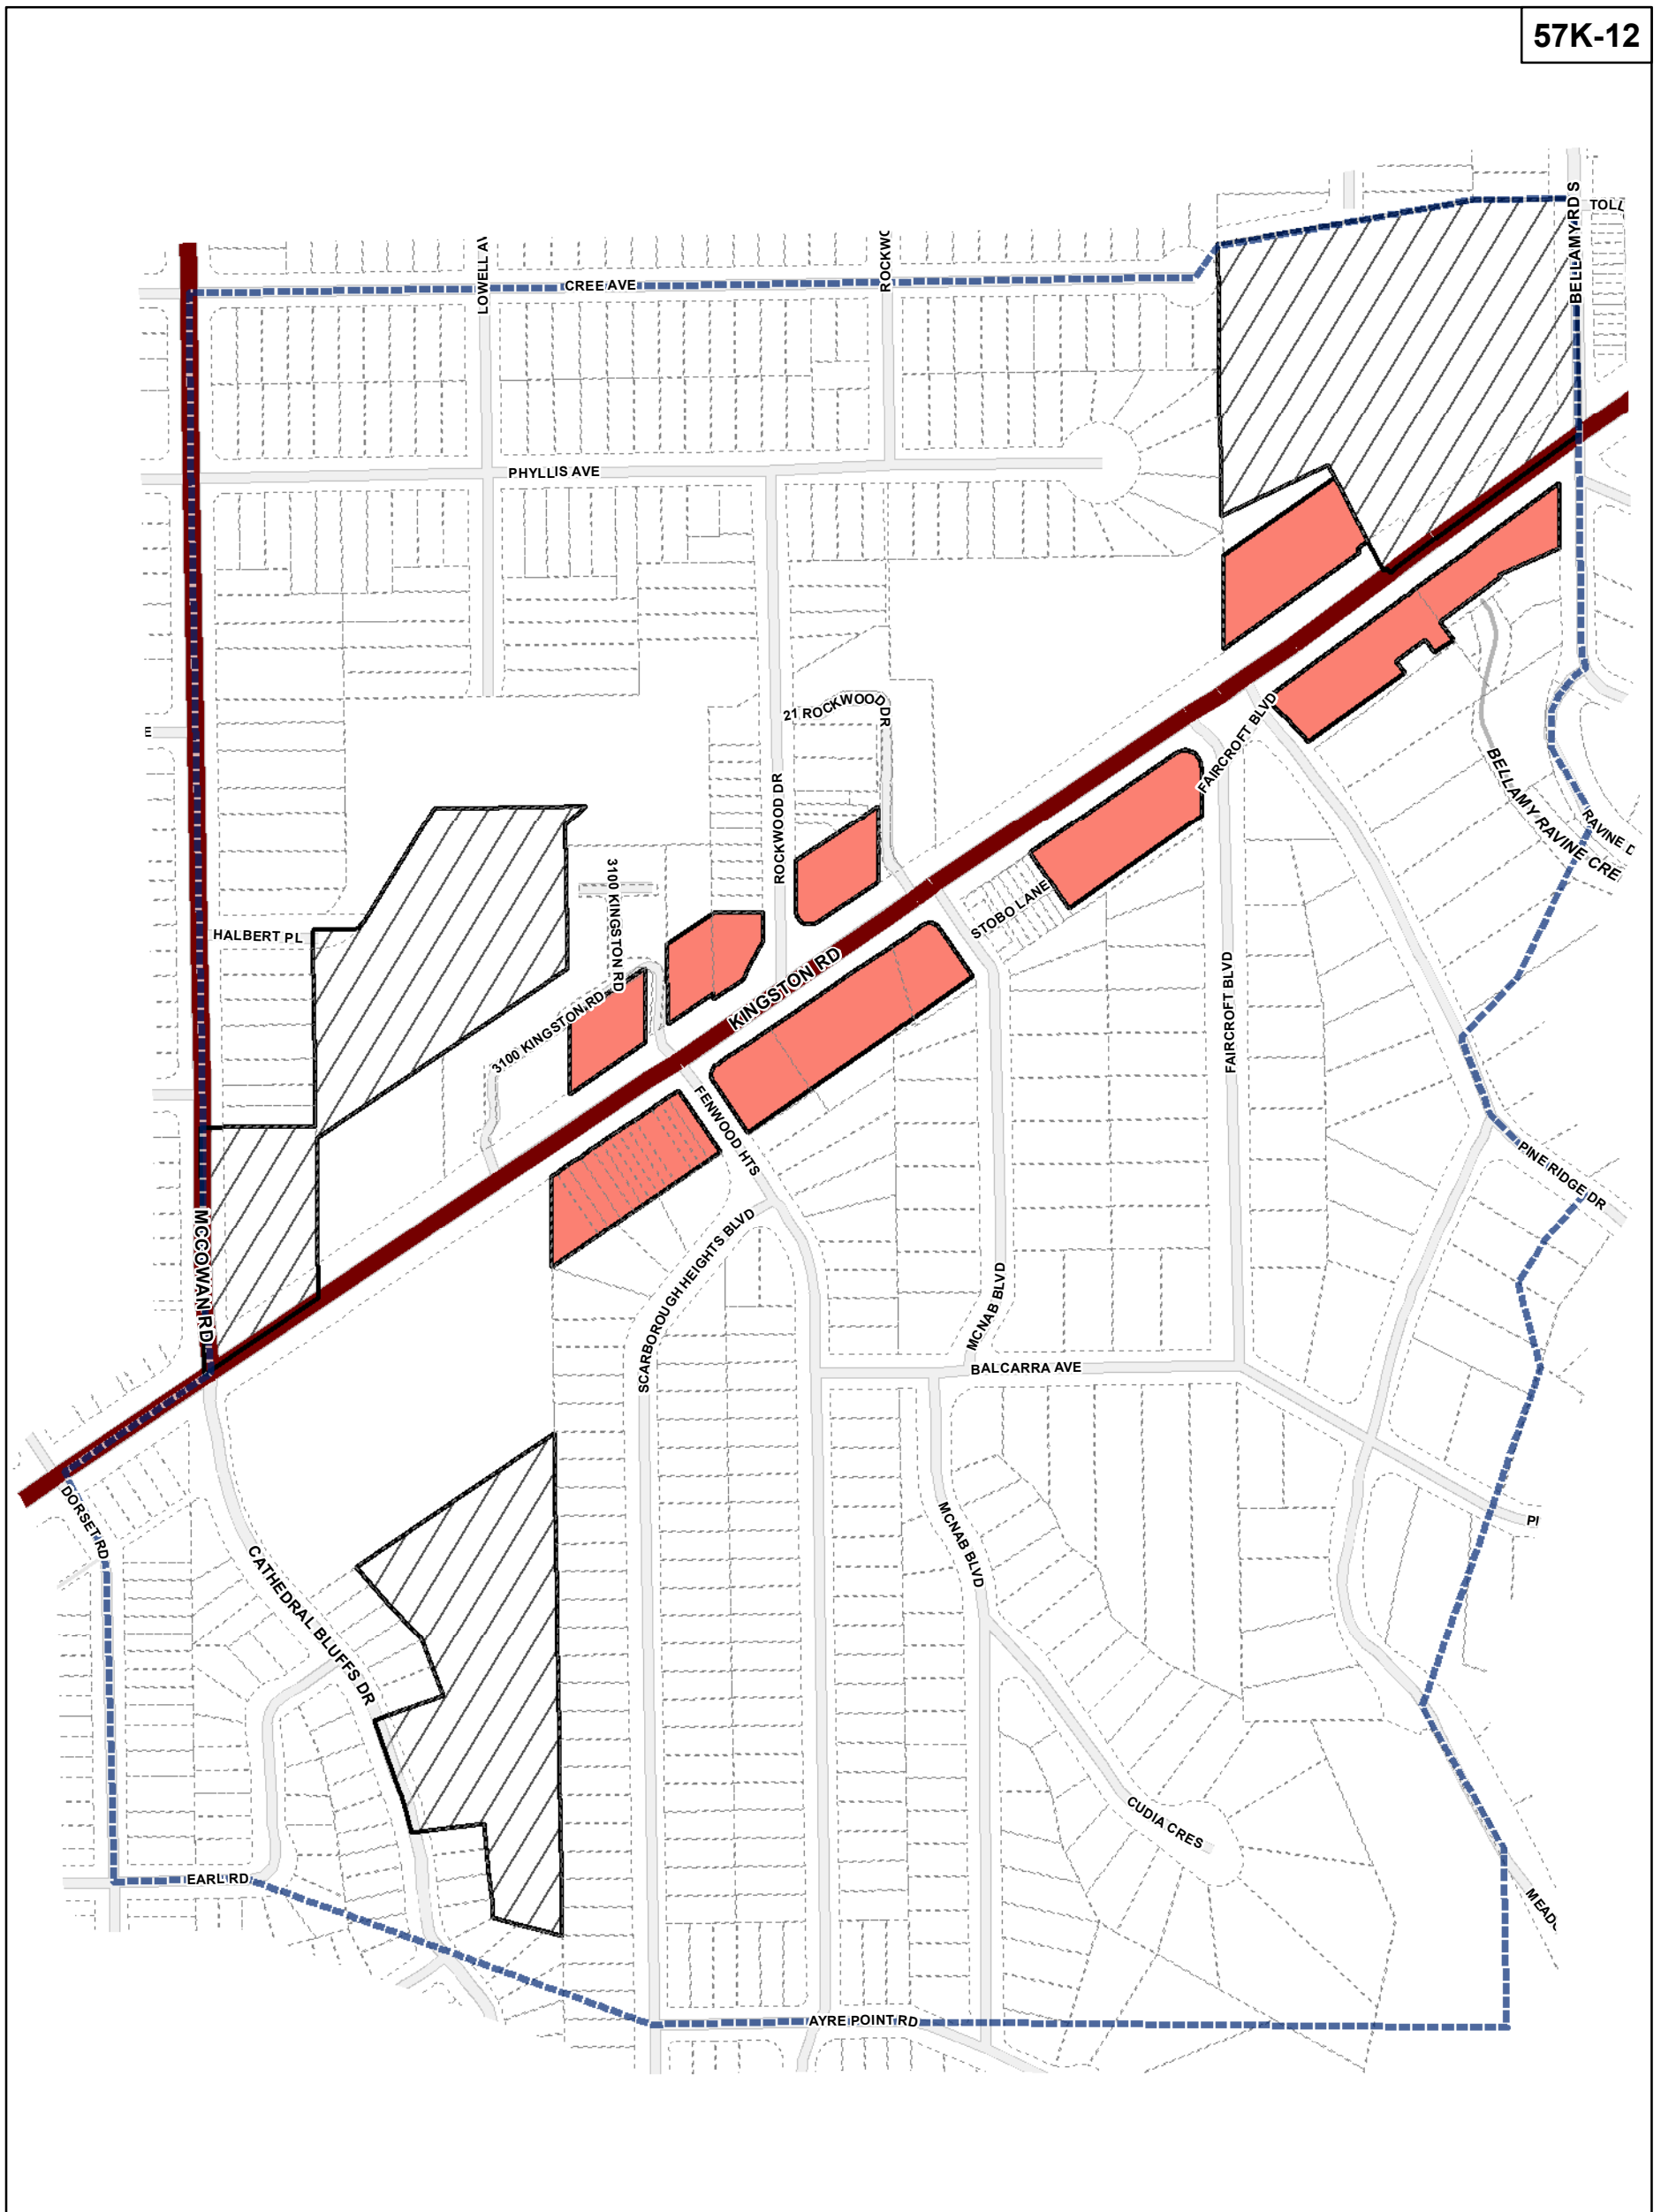 57K-12
BELLAMY RD S
TOLL
LOWELL AV
ROCKWO
CREE AVE
PHYLLIS AVE
21 ROCKWOOD DR
FAIRCROFT BLVD
E
BELLAMY RAVINE CRE
RAVINE D
ROCKWOOD DR
3100 KINGSTON RD
STOBO LANE
HALBERT PL
KINGSTON RD
3100 KINGSTON RD
FAIRCROFT BLVD
FENWOOD HTS
PINE RIDGE DR
MCCOWAN RD
SCARBOROUGH HEIGHTS BLVD
MCNAB BLVD
BALCARRA AVE
DORSET RD
PI
MCNAB BLVD
CATHEDRAL BLUFFS DR
CUDIA CRES
EARL RD
MEADO
AYRE POINT RD